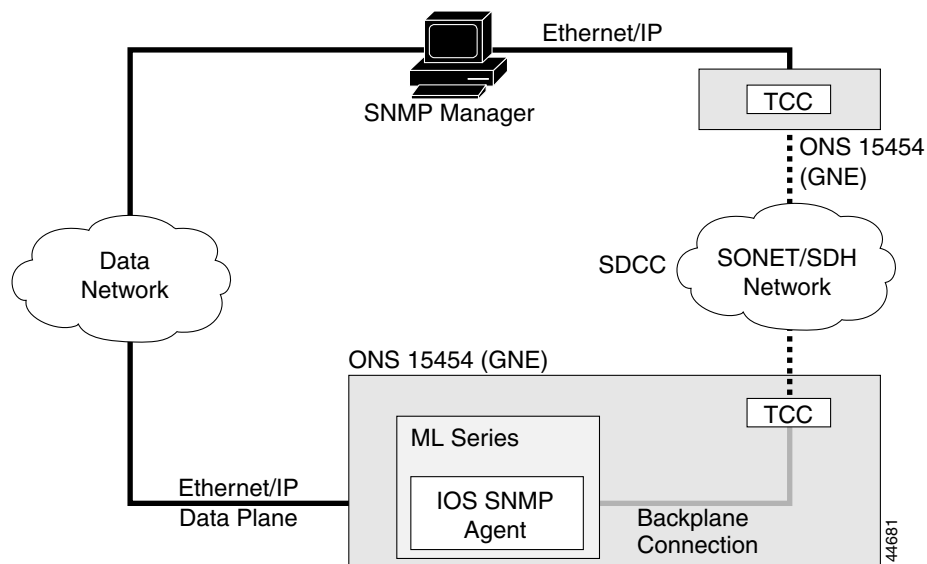 Ethernet/IP
SNMP Manager
TCC
ONS 15454
(GNE)
Data
Network
SDCC
SONET/SDH
Network
ONS 15454 (GNE)
TCC
ML Series
Ethernet/IP
Data Plane
IOS SNMP
Agent
Backplane
Connection
44681